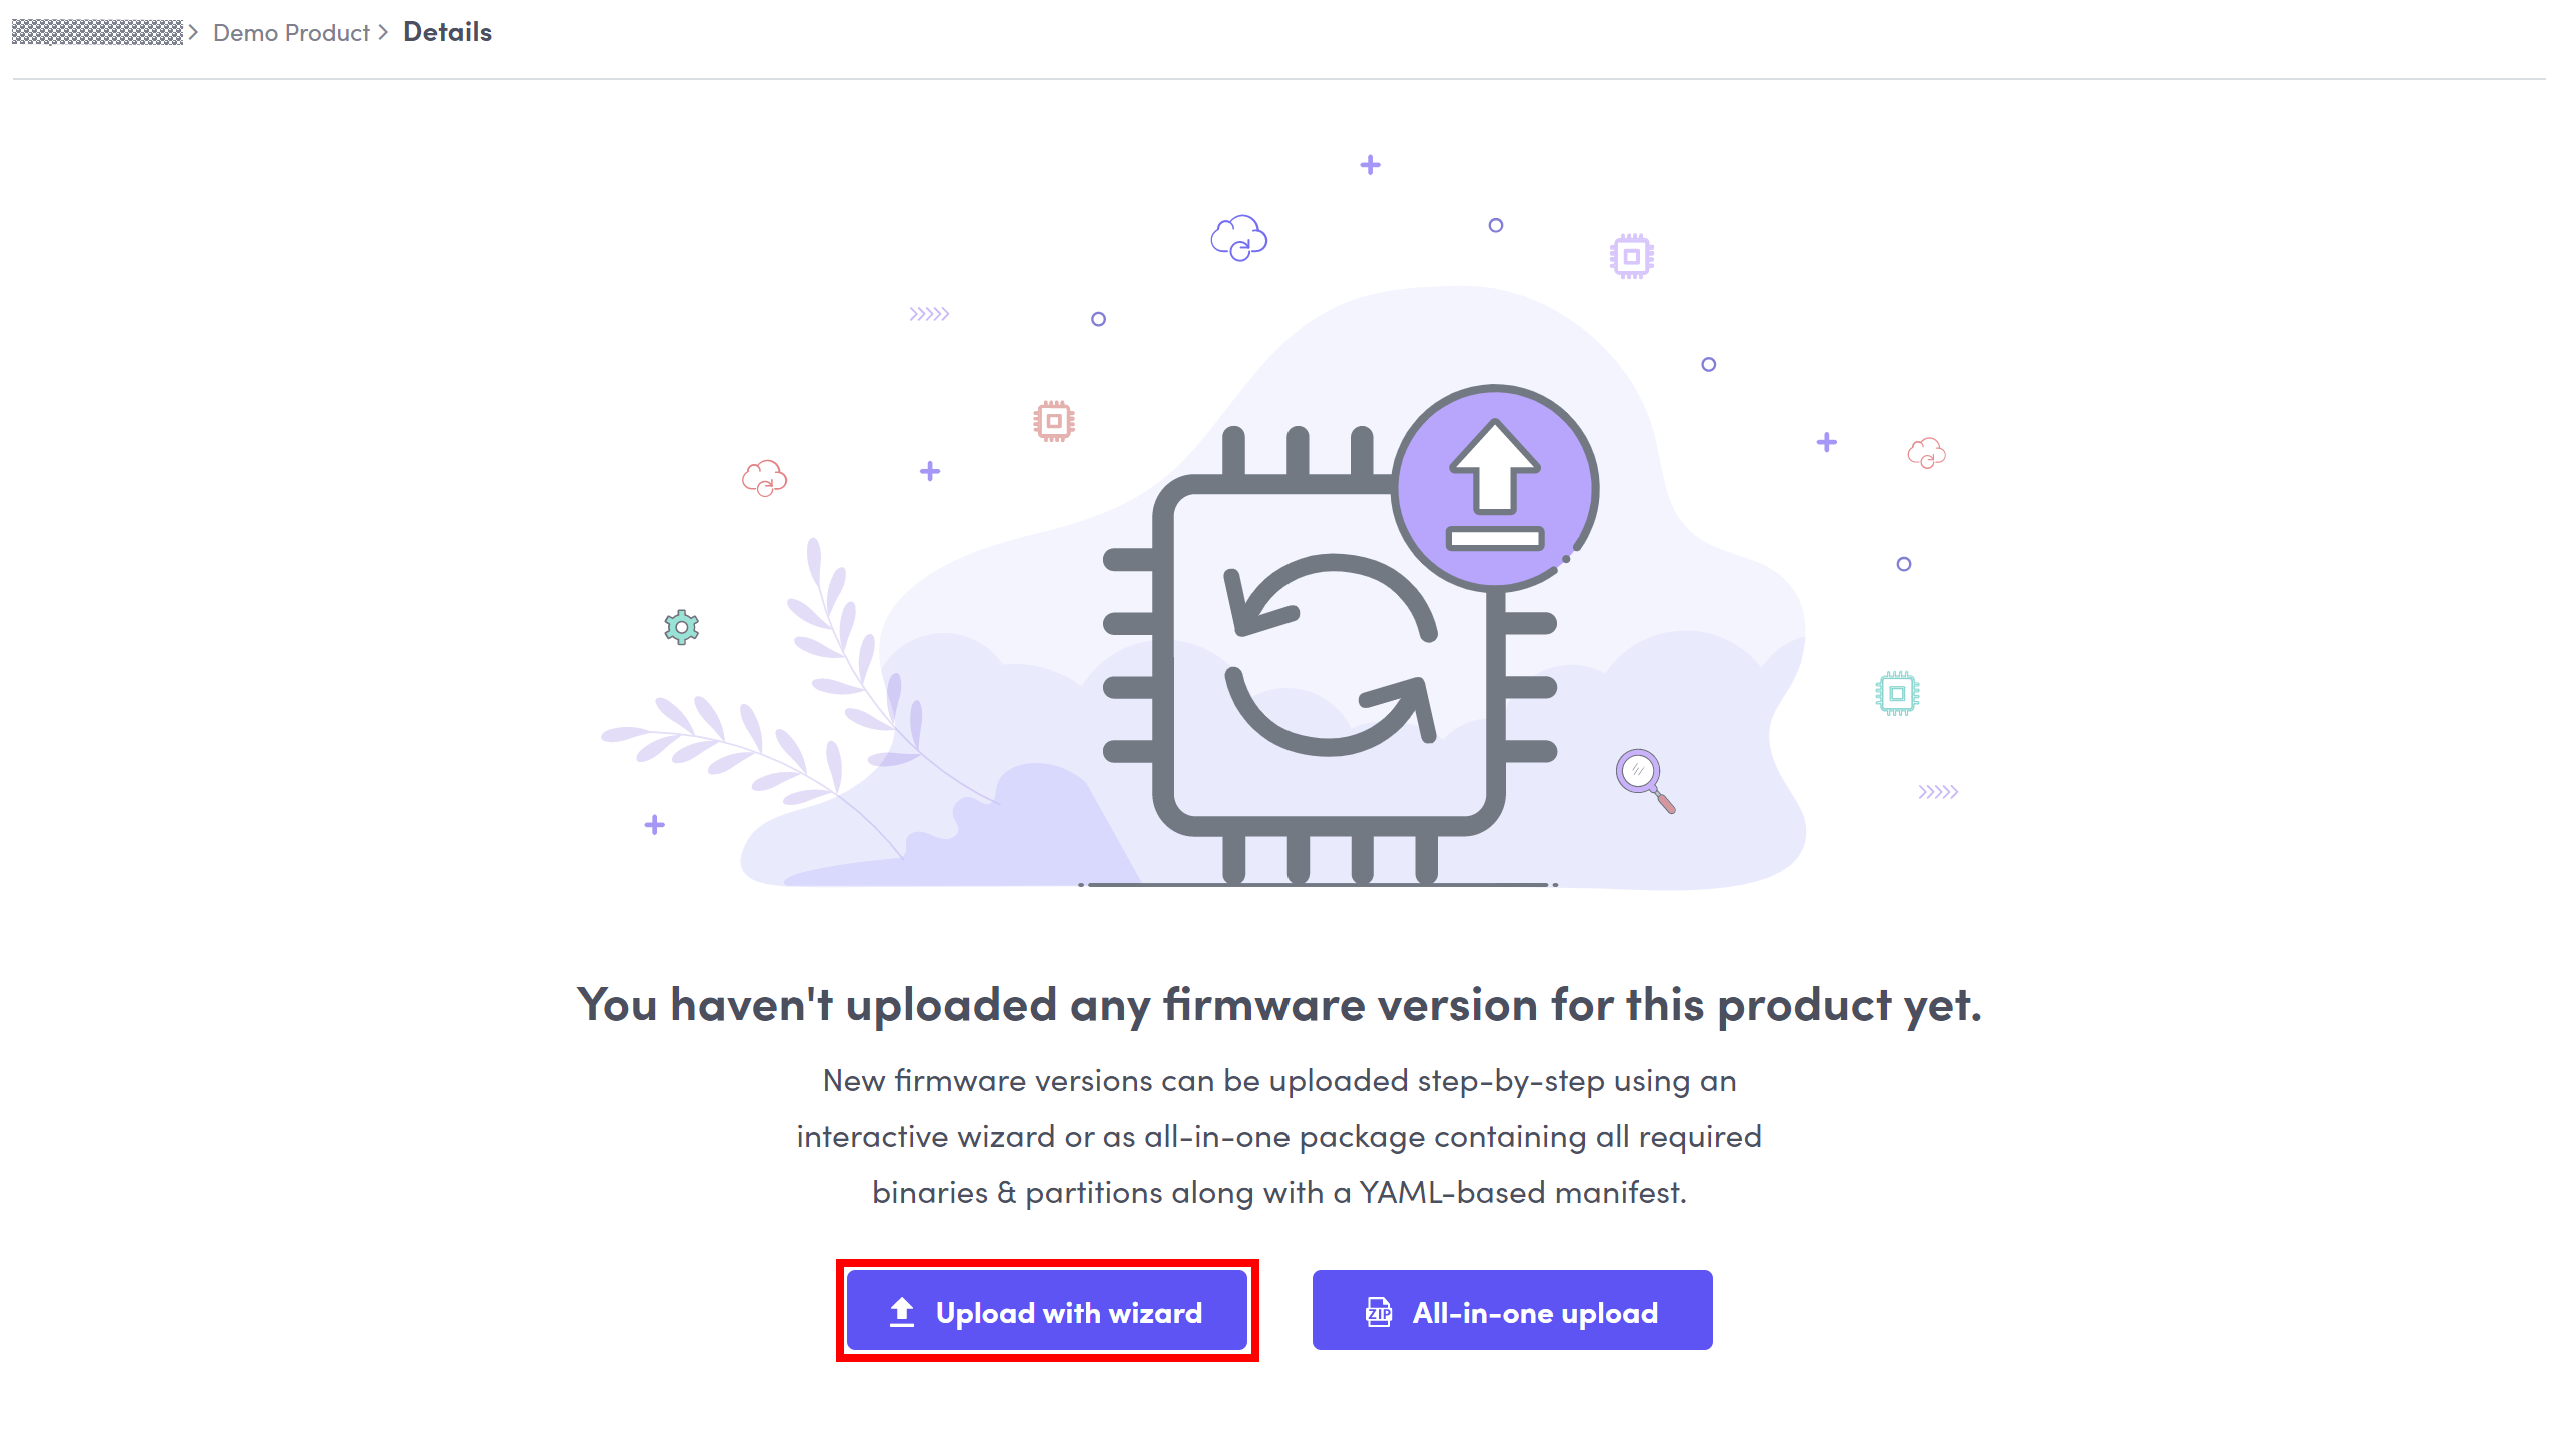 Demo Product > Details
You haven't uploaded any firmware version for this product yet.
New firmware versions can be uploaded step-by-step using an
interactive wizard or as all-in-one package containing all required
binaries & partitions along with a YAML-based manifest.
Upload with wizard
ZIP All-in-one upload